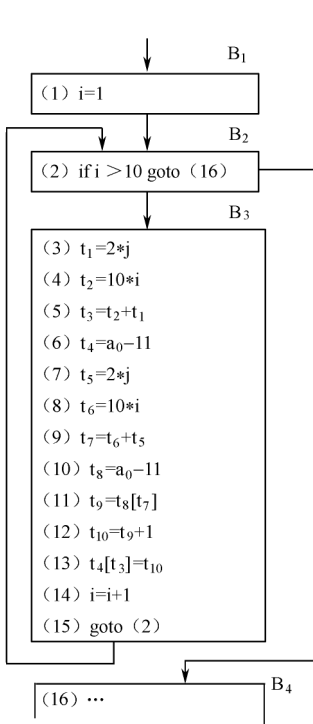 B₁
（1）i=1
B₂
（2）if i >10 goto（16）
B₃
（3）t₁=2*j
（4）t₂=10*i
（5）t₃=t₂+t₁
（6）t₄=a₀−11
（7）t₅=2*j
（8）t₆=10*i
（9）t₇=t₆+t₅
（10）t₈=a₀−11
（11）t₉=t₈[t₇]
（12）t₁₀=t₉+1
（13）t₄[t₃]=t₁₀
（14）i=i+1
（15）goto（2）
B₄
（16）···